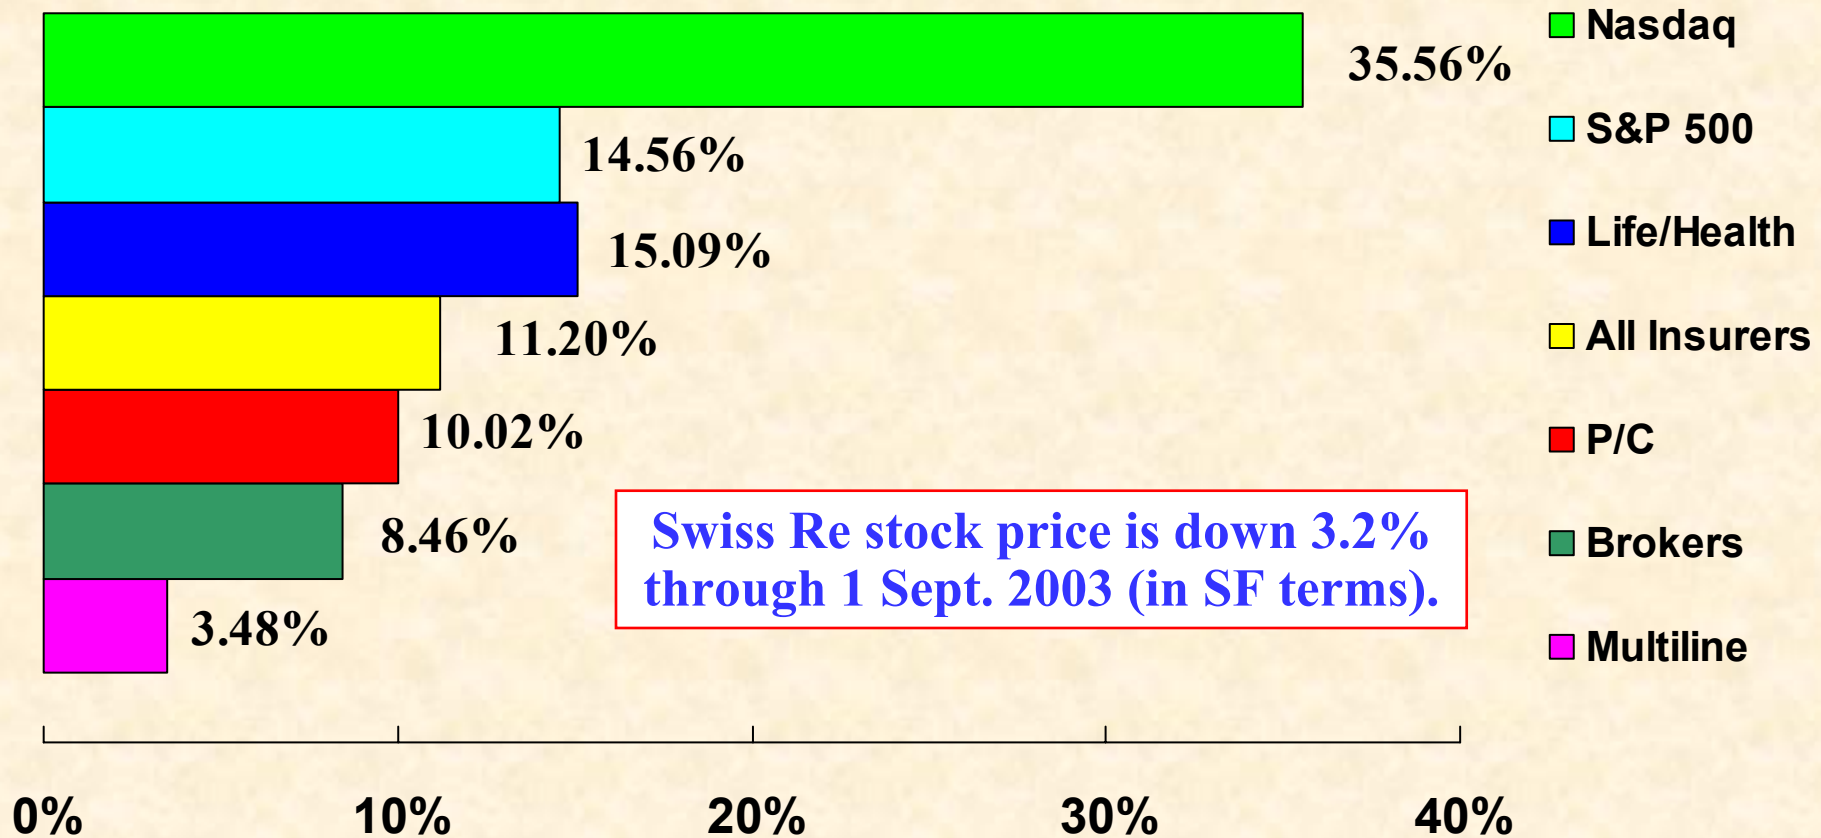 35.56%
14.56%
15.09%
11.20%
10.02%
8.46%
3.48%
Swiss Re stock price is down 3.2%
through 1 Sept. 2003 (in SF terms).
0% 10% 20% 30% 40%
Nasdaq
S&P 500
Life/Health
All Insurers
P/C
Brokers
Multiline